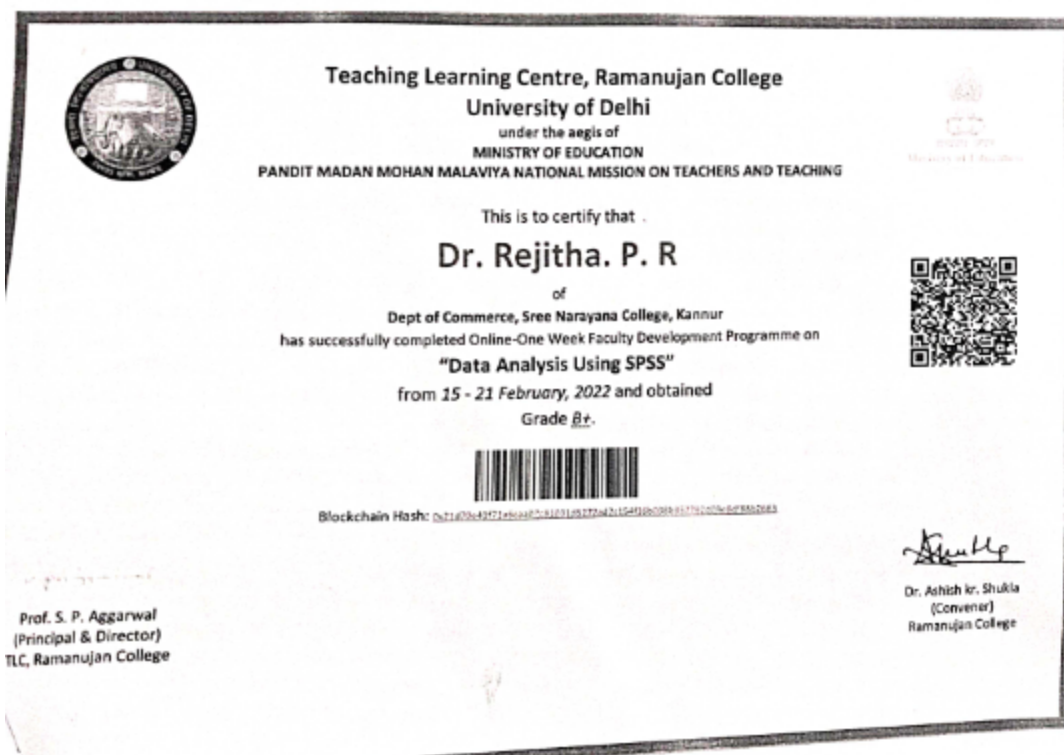 Teaching Learning Centre, Ramanujan College
University of Delhi
under the aegis of
MINISTRY OF EDUCATION
PANDIT MADAN MOHAN MALAVIYA NATIONAL MISSION ON TEACHERS AND TEACHING
Ministry of Education
This is to certify that
Dr. Rejitha. P. R
of
Dept of Commerce, Sree Narayana College, Kannur
has successfully completed Online-One Week Faculty Development Programme on
“Data Analysis Using SPSS”
from 15 - 21 February, 2022 and obtained
Grade B+.
Blockchain Hash:
Prof. S. P. Aggarwal
(Principal & Director)
TLC, Ramanujan College
Dr. Ashish kr. Shukla
(Convener)
Ramanujan College